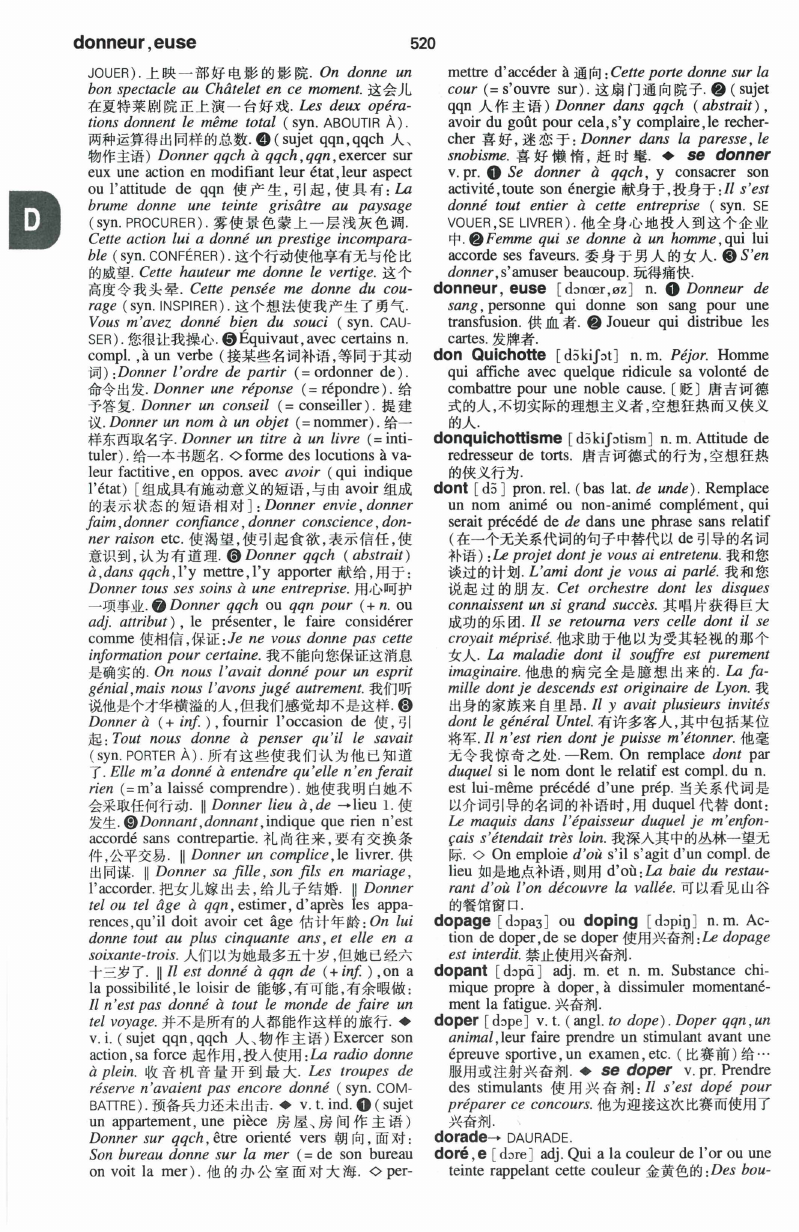 donneur, euse
520
JOUER). 上映一部好电影的影院. On donne un
bon spectacle au Châtelet en ce moment. 这会儿
在夏特莱剧院正上演一台好戏. Les deux opéra-
tions donnent le même total (syn. ABOUTIR À).
两种运算得出同样的总数. ❹(sujet qqn, qqch 人、
物作主语) Donner qqch à qqch, qqn, exercer sur
eux une action en modifiant leur état, leur aspect
ou l'attitude de qqn 使产生, 引起, 使具有: La
brume donne une teinte grisâtre au paysage
(syn. PROCURER). 雾使景色蒙上一层浅灰色调.
Cette action lui a donné un prestige incompara-
ble (syn. CONFÉRER). 这个行动使他享有无与伦比
的威望. Cette hauteur me donne le vertige. 这个
高度令我头晕. Cette pensée me donne du cou-
rage (syn. INSPIRER). 这个想法使我产生了勇气.
Vous m'avez donné bien du souci (syn. CAU-
SER). 您很让我操心. ❺Équivaut, avec certains n.
compl., à un verbe (接某些名词补语, 等同于其动
词): Donner l'ordre de partir (= ordonner de).
命令出发. Donner une réponse (= répondre). 给
予答复. Donner un conseil (= conseiller). 提建
议. Donner un nom à un objet (= nommer). 给一
样东西取名字. Donner un titre à un livre (= inti-
tuler). 给一本书题名. ◇forme des locutions à va-
leur factitive, en oppos. avec avoir (qui indique
l'état) [组成具有施动意义的短语, 与由 avoir 组成
的表示状态的短语相对]: Donner envie, donner
faim, donner confiance, donner conscience, don-
ner raison etc. 使渴望, 使引起食欲, 表示信任, 使
意识到, 认为有道理. ❻ Donner qqch (abstrait)
à, dans qqch, l'y mettre, l'y apporter 献给, 用于:
Donner tous ses soins à une entreprise. 用心呵护
一项事业. ❼ Donner qqch ou qqn pour (+ n. ou
adj. attribut), le présenter, le faire considérer
comme 使相信, 保证: Je ne vous donne pas cette
information pour certaine. 我不能向您保证这消息
是确实的. On nous l'avait donné pour un esprit
génial, mais nous l'avons jugé autrement. 我们听
说他是个才华横溢的人, 但我们感觉却不是这样. ❽
Donner à (+ inf.), fournir l'occasion de 使, 引
起: Tout nous donne à penser qu'il le savait
(syn. PORTER À). 所有这些使我们认为他已知道
了. Elle m'a donné à entendre qu'elle n'en ferait
rien (= m'a laissé comprendre). 她使我明白她不
会采取任何行动. ‖ Donner lieu à, de →lieu 1. 使
发生. ❾Donnant, donnant, indique que rien n'est
accordé sans contrepartie. 礼尚往来, 要有交换条
件, 公平交易. ‖ Donner un complice, le livrer. 供
出同谋. ‖ Donner sa fille, son fils en mariage,
l'accorder. 把女儿嫁出去, 给儿子结婚. ‖ Donner
tel ou tel âge à qqn, estimer, d'après les appa-
rences, qu'il doit avoir cet âge 估计年龄: On lui
donne tout au plus cinquante ans, et elle en a
soixante-trois. 人们以为她最多五十岁, 但她已经六
十三岁了. ‖ Il est donné à qqn de (+ inf.), on a
la possibilité, le loisir de 能够, 有可能, 有余暇做:
Il n'est pas donné à tout le monde de faire un
tel voyage. 并不是所有的人都能作这样的旅行. ◆
v. i. (sujet qqn, qqch 人、物作主语) Exercer son
action, sa force 起作用, 投入使用: La radio donne
à plein. 收音机音量开到最大. Les troupes de
réserve n'avaient pas encore donné (syn. COM-
BATTRE). 预备兵力还未出击. ◆ v. t. ind. ❶ (sujet
un appartement, une pièce 房屋、房间作主语)
Donner sur qqch, être orienté vers 朝向, 面对:
Son bureau donne sur la mer (= de son bureau
on voit la mer). 他的办公室面对大海. ◇ per-
D
mettre d'accéder à 通向: Cette porte donne sur la
cour (= s'ouvre sur). 这扇门通向院子. ❷ (sujet
qqn 人作主语) Donner dans qqch (abstrait),
avoir du goût pour cela, s'y complaire, le recher-
cher 喜好, 迷恋于: Donner dans la paresse, le
snobisme. 喜好懒惰, 赶时髦. ◆ se donner
v. pr. ❶ Se donner à qqch, y consacrer son
activité, toute son énergie 献身于, 投身于: Il s'est
donné tout entier à cette entreprise (syn. SE
VOUER, SE LIVRER). 他全身心地投入到这个企业
中. ❷Femme qui se donne à un homme, qui lui
accorde ses faveurs. 委身于男人的女人. ❸ S'en
donner, s'amuser beaucoup. 玩得痛快.
donneur, euse [dɔnœr, øz] n. ❶ Donneur de
sang, personne qui donne son sang pour une
transfusion. 供血者. ❷ Joueur qui distribue les
cartes. 发牌者.
don Quichotte [dɔ̃kiʃɔt] n. m. Péjor. Homme
qui affiche avec quelque ridicule sa volonté de
combattre pour une noble cause. [贬] 唐吉诃德
式的人, 不切实际的理想主义者, 空想狂热而又侠义
的人.
donquichottisme [dɔ̃kiʃɔtism] n. m. Attitude de
redresseur de torts. 唐吉诃德式的行为, 空想狂热
的侠义行为.
dont [dɔ̃] pron. rel. (bas lat. de unde). Remplace
un nom animé ou non-animé complément, qui
serait précédé de de dans une phrase sans relatif
(在一个无关系代词的句子中替代以 de 引导的名词
补语): Le projet dont je vous ai entretenu. 我和您
谈过的计划. L'ami dont je vous ai parlé. 我和您
说起过的朋友. Cet orchestre dont les disques
connaissent un si grand succès. 其唱片获得巨大
成功的乐团. Il se retourna vers celle dont il se
croyait méprisé. 他求助于他以为受其轻视的那个
女人. La maladie dont il souffre est purement
imaginaire. 他患的病完全是臆想出来的. La fa-
mille dont je descends est originaire de Lyon. 我
出身的家族来自里昂. Il y avait plusieurs invités
dont le général Untel. 有许多客人, 其中包括某位
将军. Il n'est rien dont je puisse m'étonner. 他毫
无令我惊奇之处. —Rem. On remplace dont par
duquel si le nom dont le relatif est compl. du n.
est lui-même précédé d'une prép. 当关系代词是
以介词引导的名词的补语时, 用 duquel 代替 dont:
Le maquis dans l'épaisseur duquel je m'enfon-
çais s'étendait très loin. 我深入其中的丛林一望无
际. ◇ On emploie d'où s'il s'agit d'un compl. de
lieu 如是地点补语, 则用 d'où: La baie du restau-
rant d'où l'on découvre la vallée. 可以看见山谷
的餐馆窗口.
dopage [dɔpaʒ] ou doping [dɔpiŋ] n. m. Ac-
tion de doper, de se doper 使用兴奋剂: Le dopage
est interdit. 禁止使用兴奋剂.
dopant [dɔpɑ̃] adj. m. et n. m. Substance chi-
mique propre à doper, à dissimuler momentané-
ment la fatigue. 兴奋剂.
doper [dɔpe] v. t. (angl. to dope). Doper qqn, un
animal, leur faire prendre un stimulant avant une
épreuve sportive, un examen, etc. (比赛前) 给…
服用或注射兴奋剂. ◆ se doper v. pr. Prendre
des stimulants 使用兴奋剂: Il s'est dopé pour
préparer ce concours. 他为迎接这次比赛而使用了
兴奋剂.
dorade→ DAURADE.
doré, e [dɔre] adj. Qui a la couleur de l'or ou une
teinte rappelant cette couleur 金黄色的: Des bou-